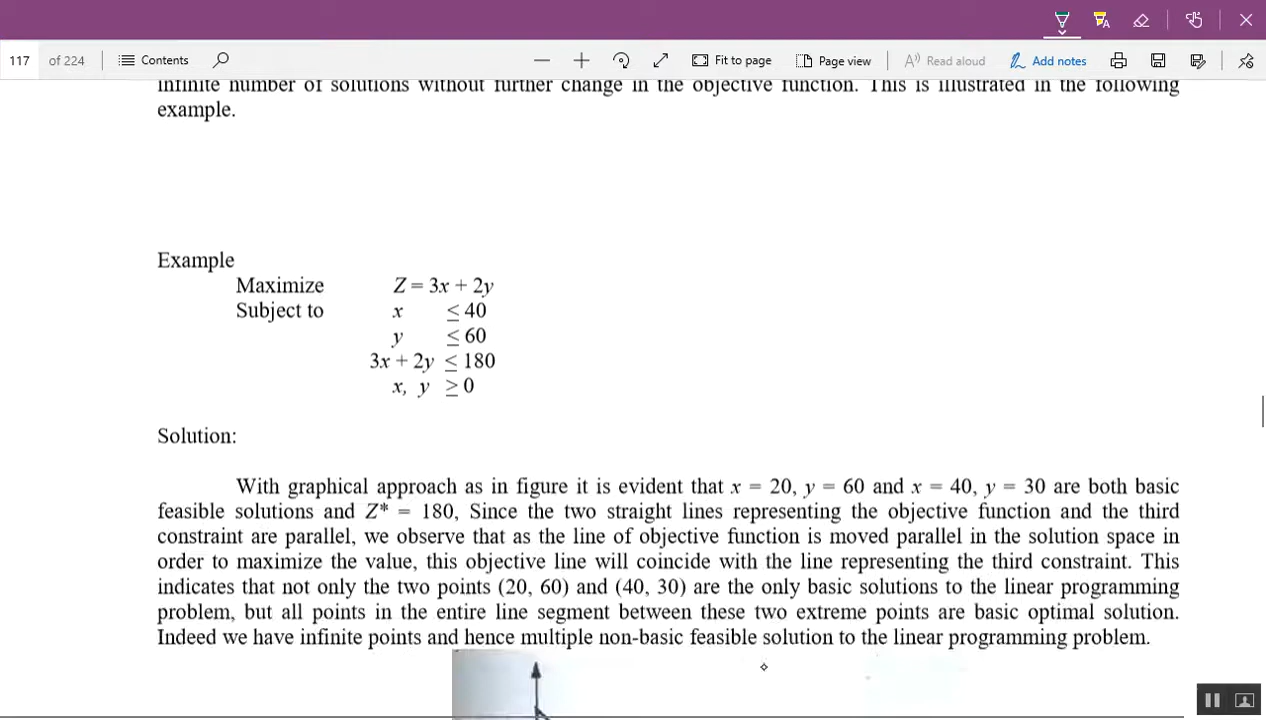 117 of 224 Contents Fit to page Page view Read aloud Add notes
infinite number of solutions without further change in the objective function. This is illustrated in the following
example.
Example
Maximize Z = 3x + 2y
Subject to x ≤ 40
y ≤ 60
3x + 2y ≤ 180
x, y ≥ 0
Solution:
With graphical approach as in figure it is evident that x = 20, y = 60 and x = 40, y = 30 are both basic
feasible solutions and Z* = 180, Since the two straight lines representing the objective function and the third
constraint are parallel, we observe that as the line of objective function is moved parallel in the solution space in
order to maximize the value, this objective line will coincide with the line representing the third constraint. This
indicates that not only the two points (20, 60) and (40, 30) are the only basic solutions to the linear programming
problem, but all points in the entire line segment between these two extreme points are basic optimal solution.
Indeed we have infinite points and hence multiple non-basic feasible solution to the linear programming problem.